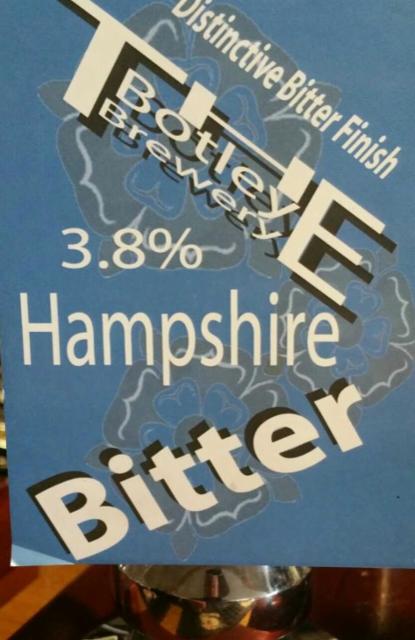 Distinctive Bitter Finish
THE
Botley
Brewery
3.8%
Hampshire
Bitter